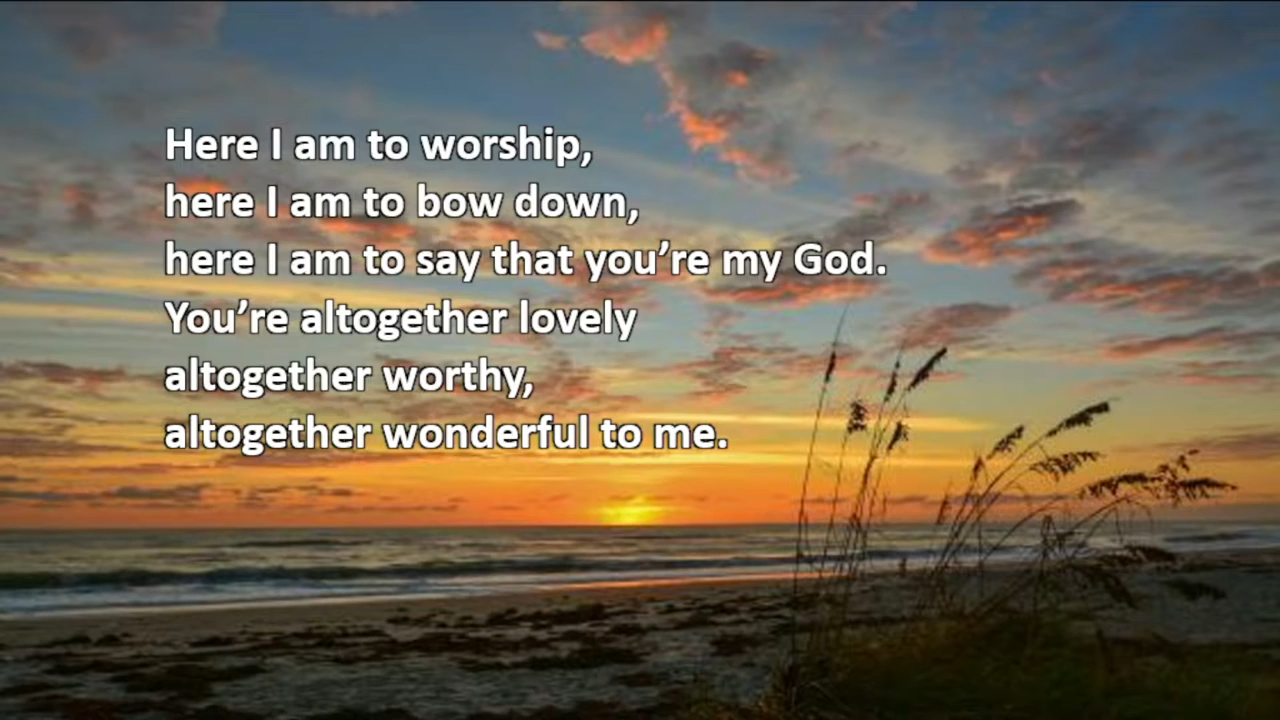 Here I am to worship,
here I am to bow down,
here I am to say that you’re my God.
You’re altogether lovely
altogether worthy,
altogether wonderful to me.